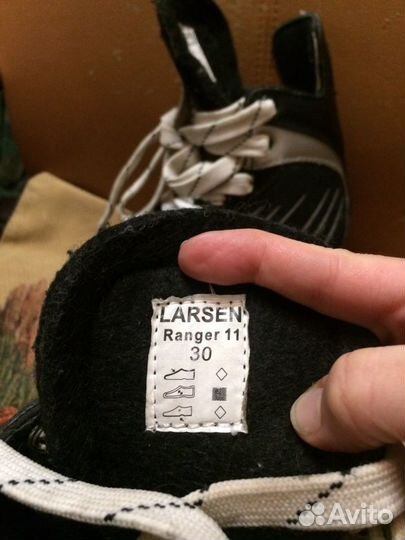 LARSEN
Ranger 11
30
Avito